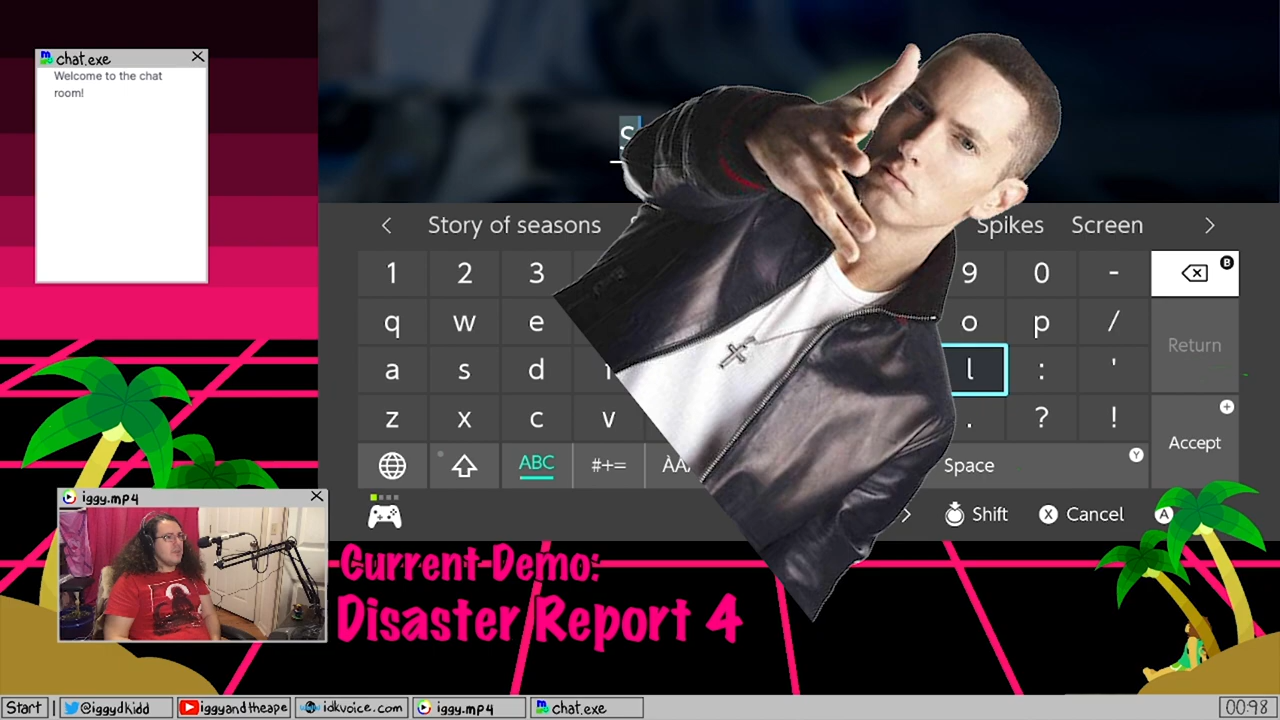 chat.exe
Welcome to the chat
room!
S
Story of seasons
Spikes
Screen
1 2 3 9 0 -
B
q w e o p /
Return
a s d l : '
z x c v . ? !
+
Accept
ABC
#+=
Space
Y
Shift
X Cancel
A
iggy.mp4
Current Demo:
Disaster Report 4
Start
@iggydkidd
iggyandtheape
www idkvoice.com
iggy.mp4
chat.exe
00:98